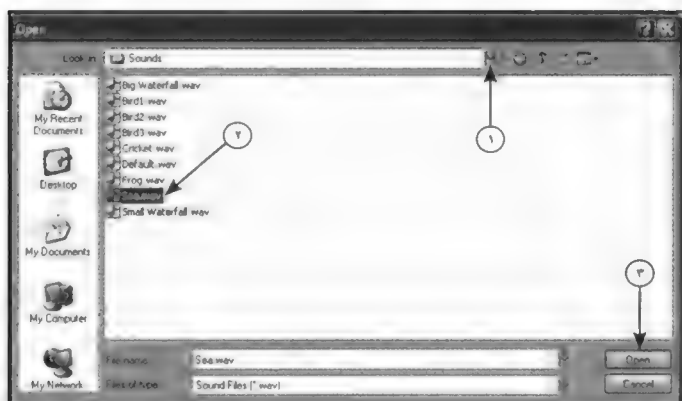 Open
Look in: Sounds
My Recent Documents
Desktop
My Documents
My Computer
My Network
Big Waterfall.wav
Bird1.wav
Bird2.wav
Bird3.wav
Cricket.wav
Default.wav
Frog.wav
Sea.wav
Small Waterfall.wav
١
٢
٣
File name: Sea.wav
Open
Files of type: Sound Files (*.wav)
Cancel